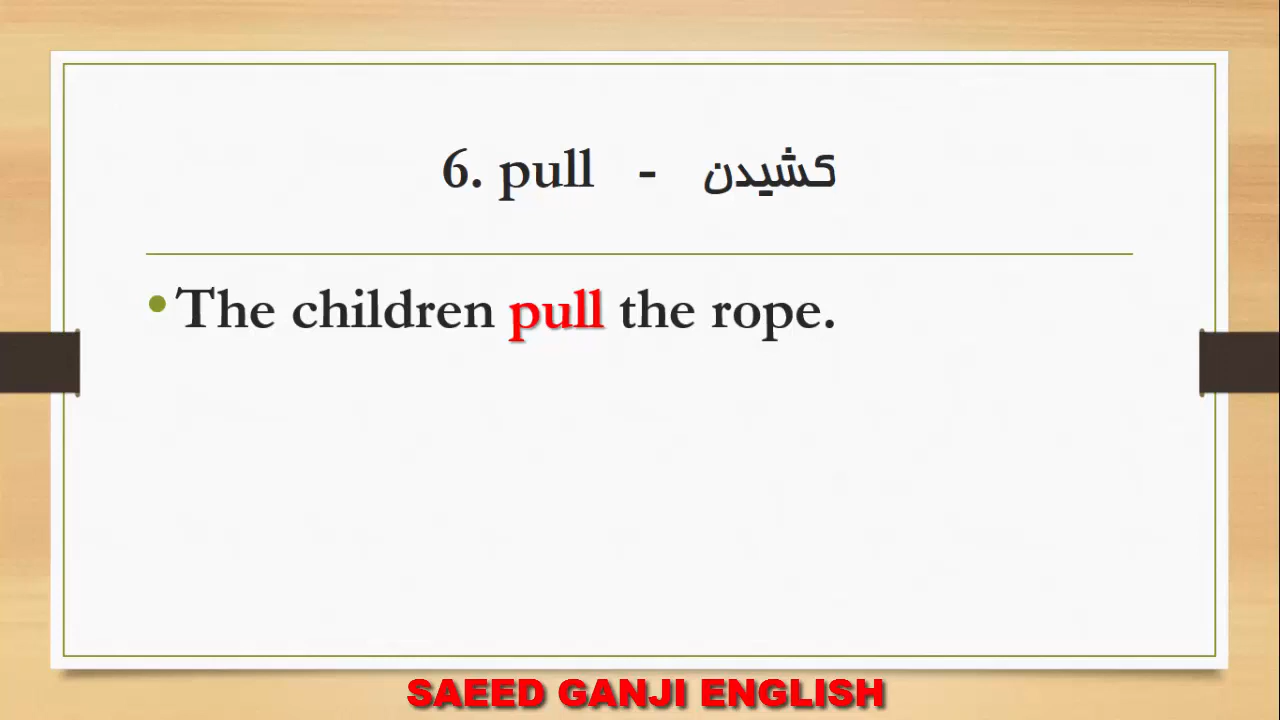 6. pull - کشیدن
• The children pull the rope.
SAEED GANJI ENGLISH